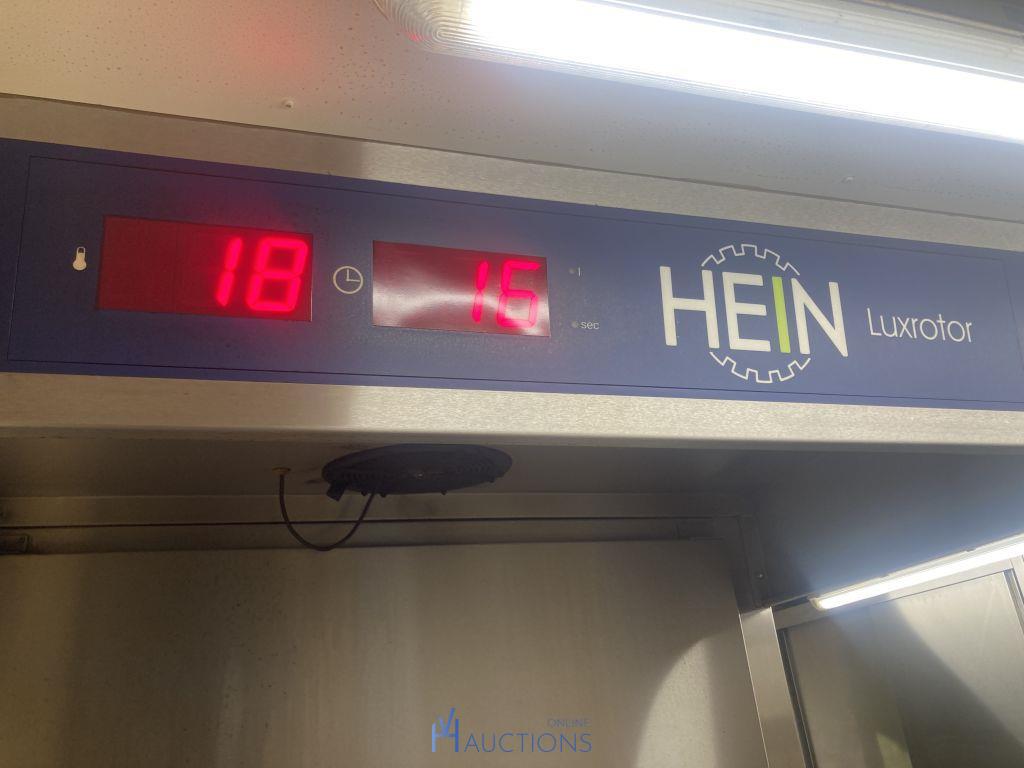 18
16
l
sec
HEIN
Luxrotor
ONLINE
AUCTIONS